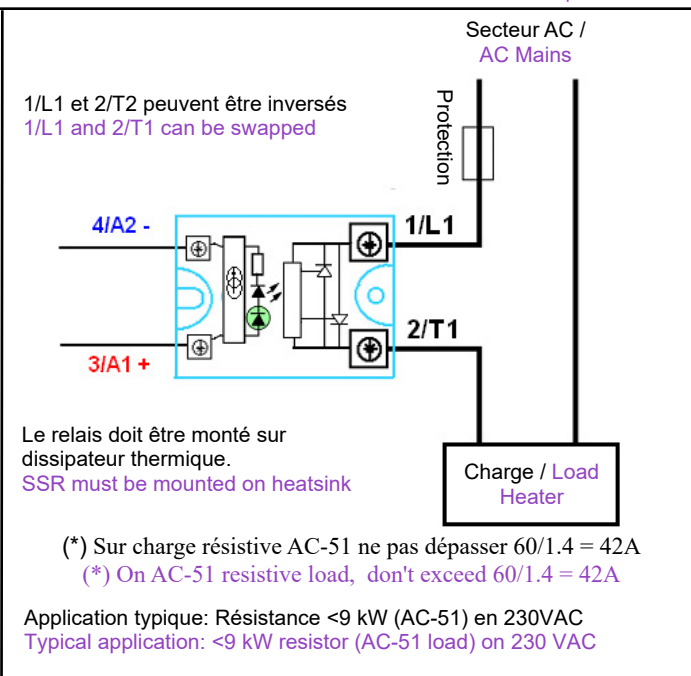 Secteur AC /
AC Mains
1/L1 et 2/T2 peuvent être inversés
1/L1 and 2/T1 can be swapped
Protection
4/A2 -
1/L1
2/T1
3/A1 +
Le relais doit être monté sur
dissipateur thermique.
SSR must be mounted on heatsink
Charge / Load
Heater
(*) Sur charge résistive AC-51 ne pas dépasser 60/1.4 = 42A
(*) On AC-51 resistive load, don't exceed 60/1.4 = 42A
Application typique: Résistance <9 kW (AC-51) en 230VAC
Typical application: <9 kW resistor (AC-51 load) on 230 VAC